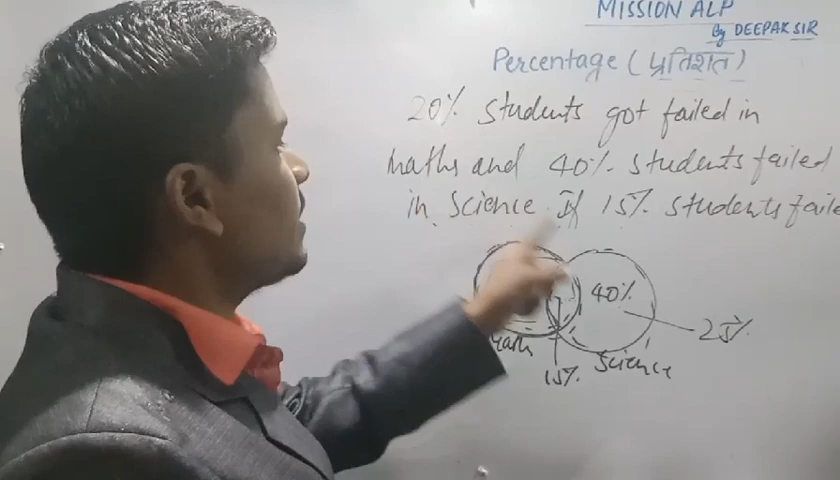 MISSION ALP
By DEEPAK SIR
Percentage (प्रतिशत)
20% students got failed in
maths and 40% students failed
in science If 15% students faile
40%
25%
math
science
15%